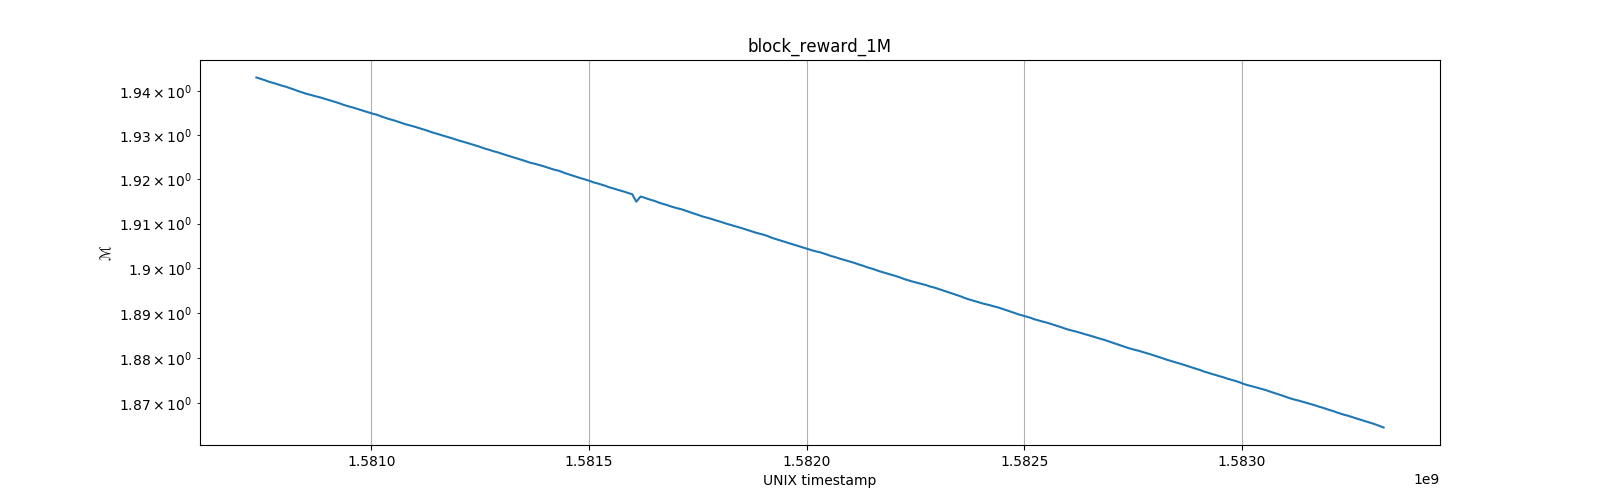 block_reward_1M
1.94 × 10⁰
1.93 × 10⁰
1.92 × 10⁰
1.91 × 10⁰
1.9 × 10⁰
1.89 × 10⁰
1.88 × 10⁰
1.87 × 10⁰
ℳ
1.5810 1.5815 1.5820 1.5825 1.5830
UNIX timestamp
1e9